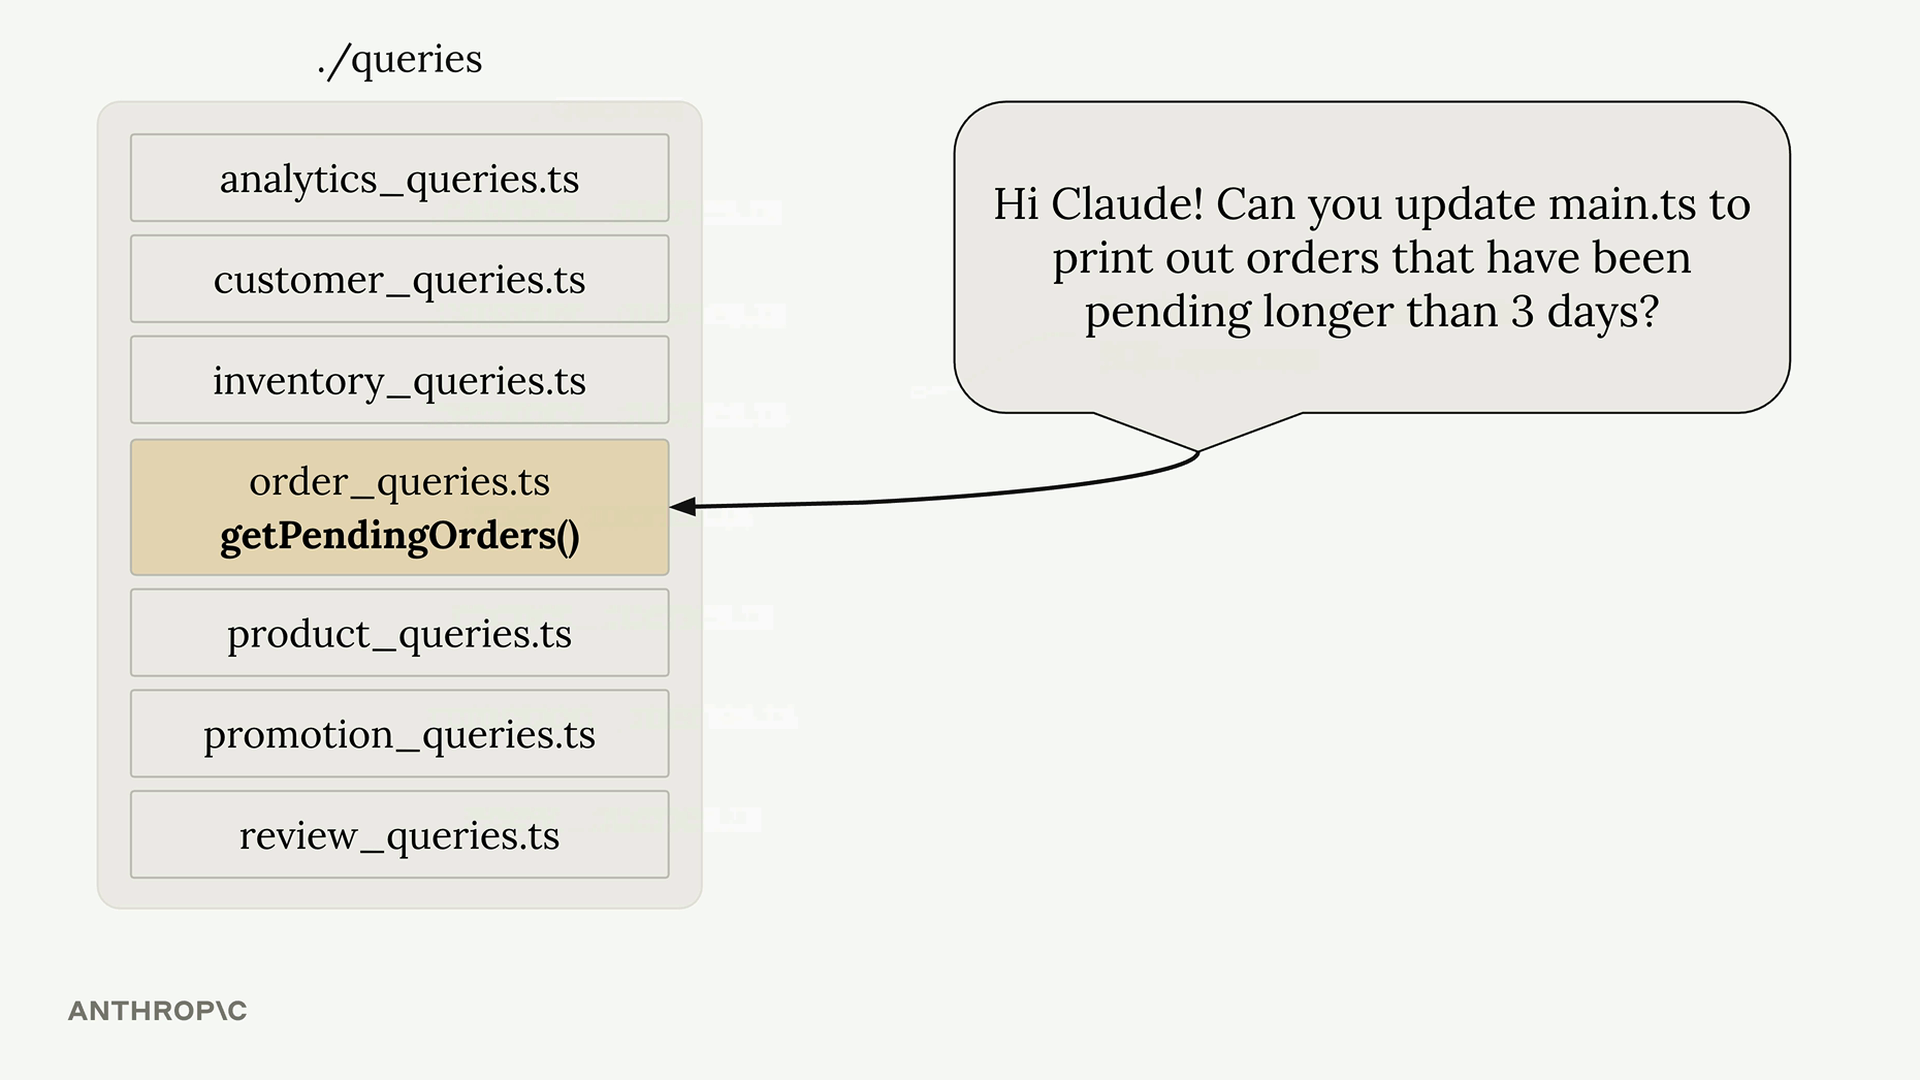 ./queries
analytics_queries.ts
customer_queries.ts
inventory_queries.ts
order_queries.ts
getPendingOrders()
product_queries.ts
promotion_queries.ts
review_queries.ts
Hi Claude! Can you update main.ts to
print out orders that have been
pending longer than 3 days?
ANTHROP\C